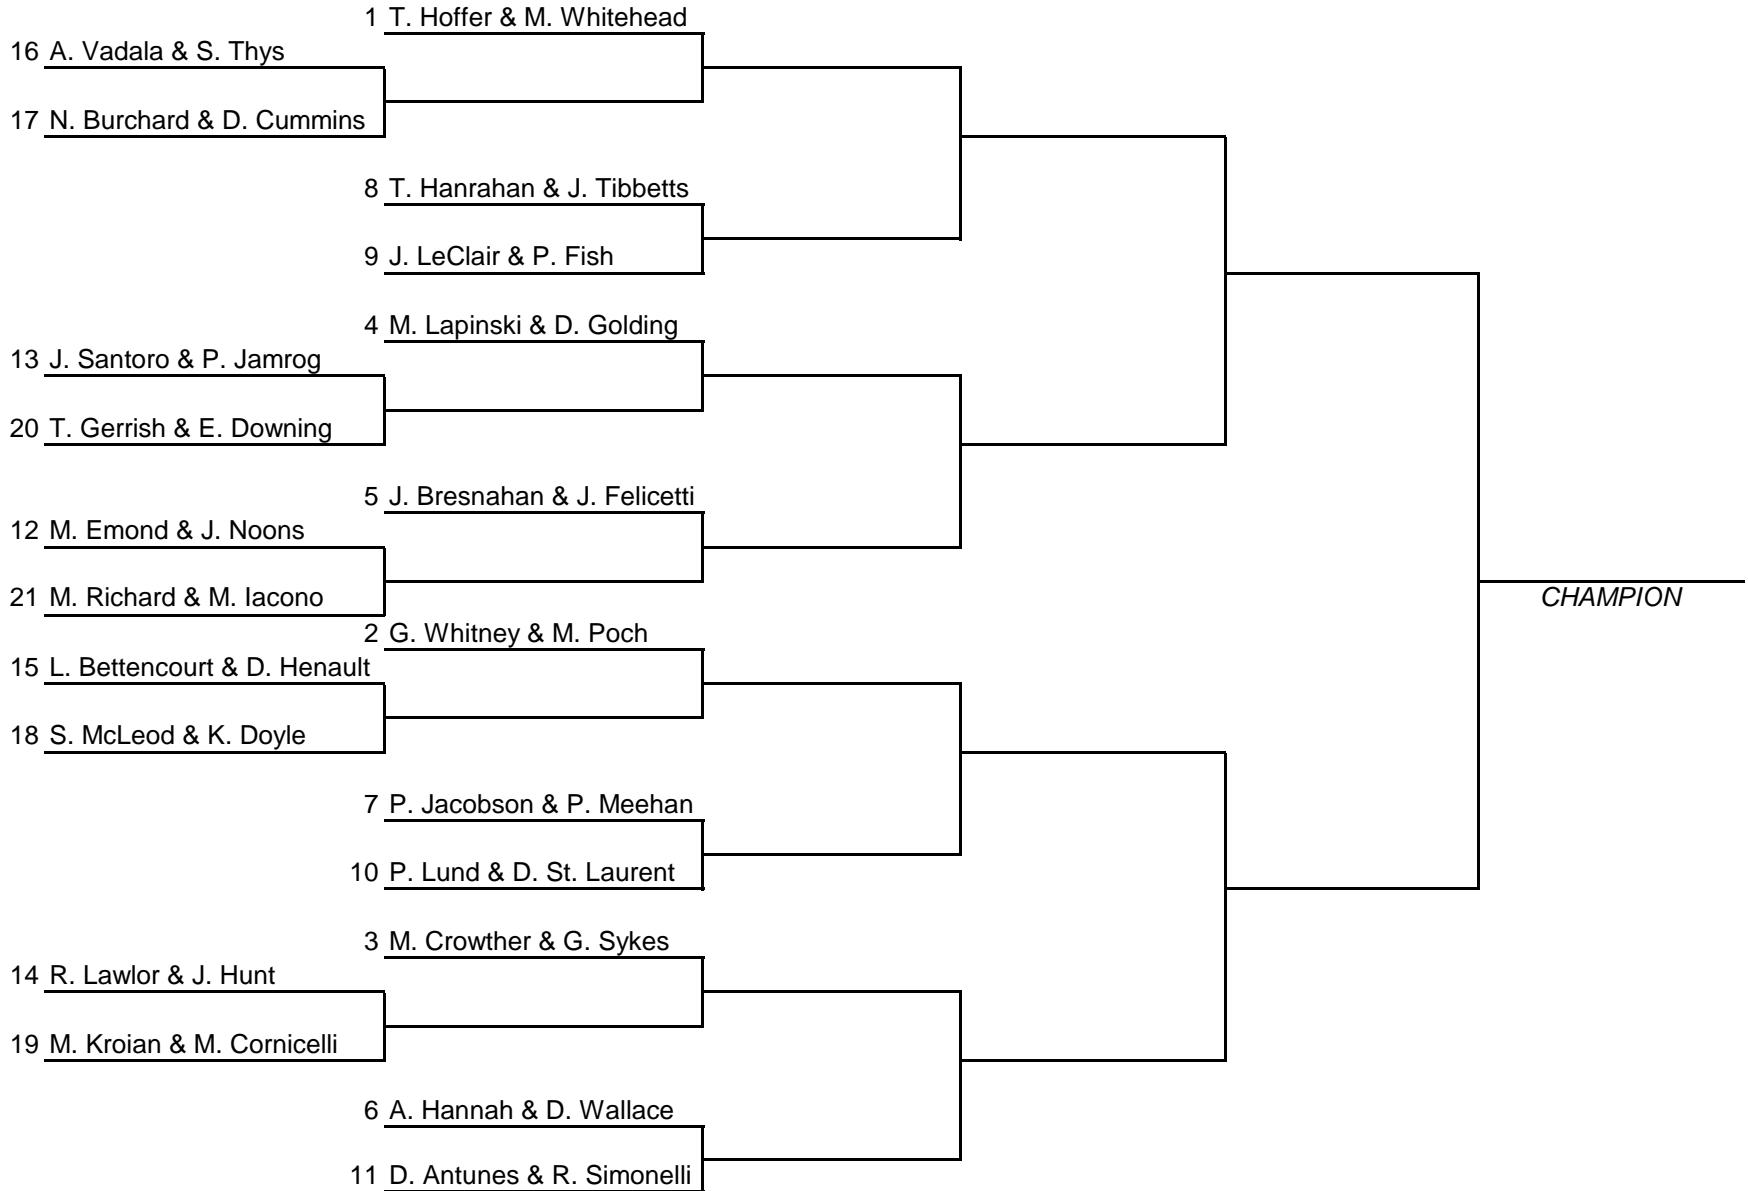 1 T. Hoffer & M. Whitehead
16 A. Vadala & S. Thys
17 N. Burchard & D. Cummins
8 T. Hanrahan & J. Tibbetts
9 J. LeClair & P. Fish
4 M. Lapinski & D. Golding
13 J. Santoro & P. Jamrog
20 T. Gerrish & E. Downing
5 J. Bresnahan & J. Felicetti
12 M. Emond & J. Noons
21 M. Richard & M. Iacono
CHAMPION
2 G. Whitney & M. Poch
15 L. Bettencourt & D. Henault
18 S. McLeod & K. Doyle
7 P. Jacobson & P. Meehan
10 P. Lund & D. St. Laurent
3 M. Crowther & G. Sykes
14 R. Lawlor & J. Hunt
19 M. Kroian & M. Cornicelli
6 A. Hannah & D. Wallace
11 D. Antunes & R. Simonelli